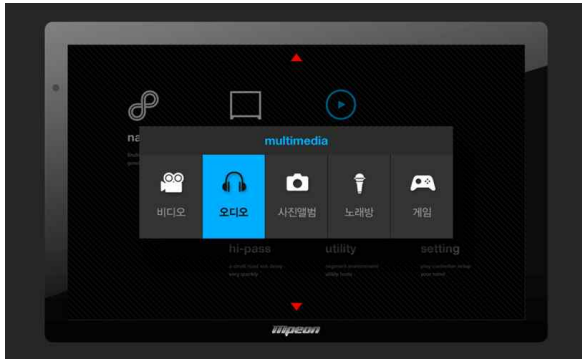 na
multimedia
비디오
오디오
사진앨범
노래방
게임
hi-pass
utility
setting
mpeon